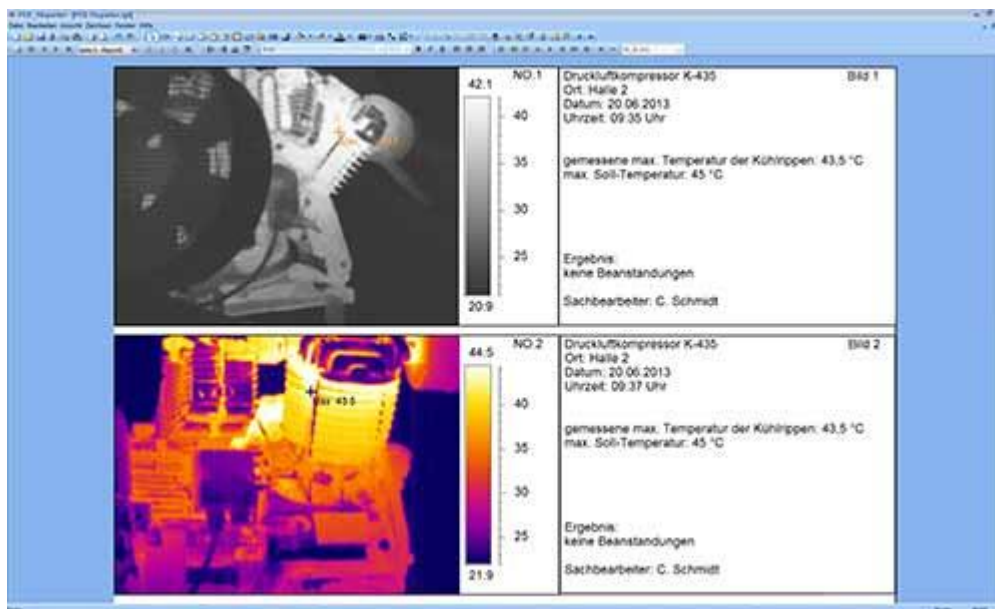 42.1
NO.1
40
35
30
25
20.9
Druckluftkompressor K-435
Bild 1
Ort: Halle 2
Datum: 20.06.2013
Uhrzeit: 09:35 Uhr
gemessene max. Temperatur der Kühlrippen: 43,5 °C
max. Soll-Temperatur: 45 °C
Ergebnis:
keine Beanstandungen
Sachbearbeiter: C. Schmidt
44.5
NO.2
40
35
30
25
21.9
43.5
Druckluftkompressor K-435
Bild 2
Ort: Halle 2
Datum: 20.06.2013
Uhrzeit: 09:37 Uhr
gemessene max. Temperatur der Kühlrippen: 43,5 °C
max. Soll-Temperatur: 45 °C
Ergebnis:
keine Beanstandungen
Sachbearbeiter: C. Schmidt